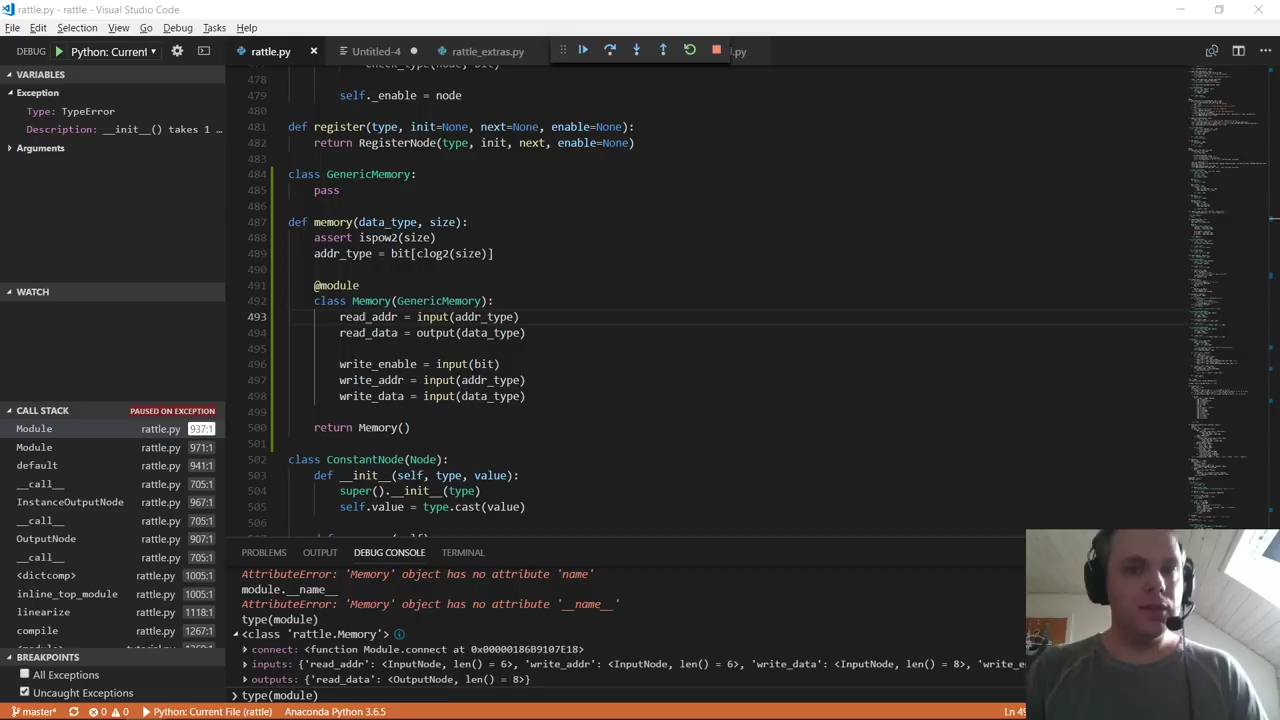 rattle.py - rattle - Visual Studio Code
File Edit Selection View Go Debug Tasks Help
DEBUG Python: Current
rattle.py Untitled-4 rattle_extras.py .py
VARIABLES
Exception
Type: TypeError
Description: __init__() takes 1 …
Arguments
WATCH
CALL STACK PAUSED ON EXCEPTION
Module rattle.py 937:1
Module rattle.py 971:1
default rattle.py 941:1
__call__ rattle.py 705:1
InstanceOutputNode rattle.py 967:1
__call__ rattle.py 705:1
OutputNode rattle.py 907:1
__call__ rattle.py 705:1
<dictcomp> rattle.py 1005:1
inline_top_module rattle.py 1005:1
linearize rattle.py 1118:1
compile rattle.py 1267:1
BREAKPOINTS
All Exceptions
Uncaught Exceptions
478
479 self._enable = node
480
481 def register(type, init=None, next=None, enable=None):
482 return RegisterNode(type, init, next, enable=None)
483
484 class GenericMemory:
485 pass
486
487 def memory(data_type, size):
488 assert ispow2(size)
489 addr_type = bit[clog2(size)]
490
491 @module
492 class Memory(GenericMemory):
493 read_addr = input(addr_type)
494 read_data = output(data_type)
495
496 write_enable = input(bit)
497 write_addr = input(addr_type)
498 write_data = input(data_type)
499
500 return Memory()
501
502 class ConstantNode(Node):
503 def __init__(self, type, value):
504 super().__init__(type)
505 self.value = type.cast(value)
506
PROBLEMS OUTPUT DEBUG CONSOLE TERMINAL
AttributeError: 'Memory' object has no attribute 'name'
module.__name__
AttributeError: 'Memory' object has no attribute '__name__'
type(module)
<class 'rattle.Memory'>
connect: <function Module.connect at 0x00000186B9107E18>
inputs: {'read_addr': <InputNode, len() = 6>, 'write_addr': <InputNode, len() = 6>, 'write_data': <InputNode, len() = 8>, 'write_e
outputs: {'read_data': <OutputNode, len() = 8>}
type(module)
master* 0 0 Python: Current File (rattle) Anaconda Python 3.6.5 Ln 49